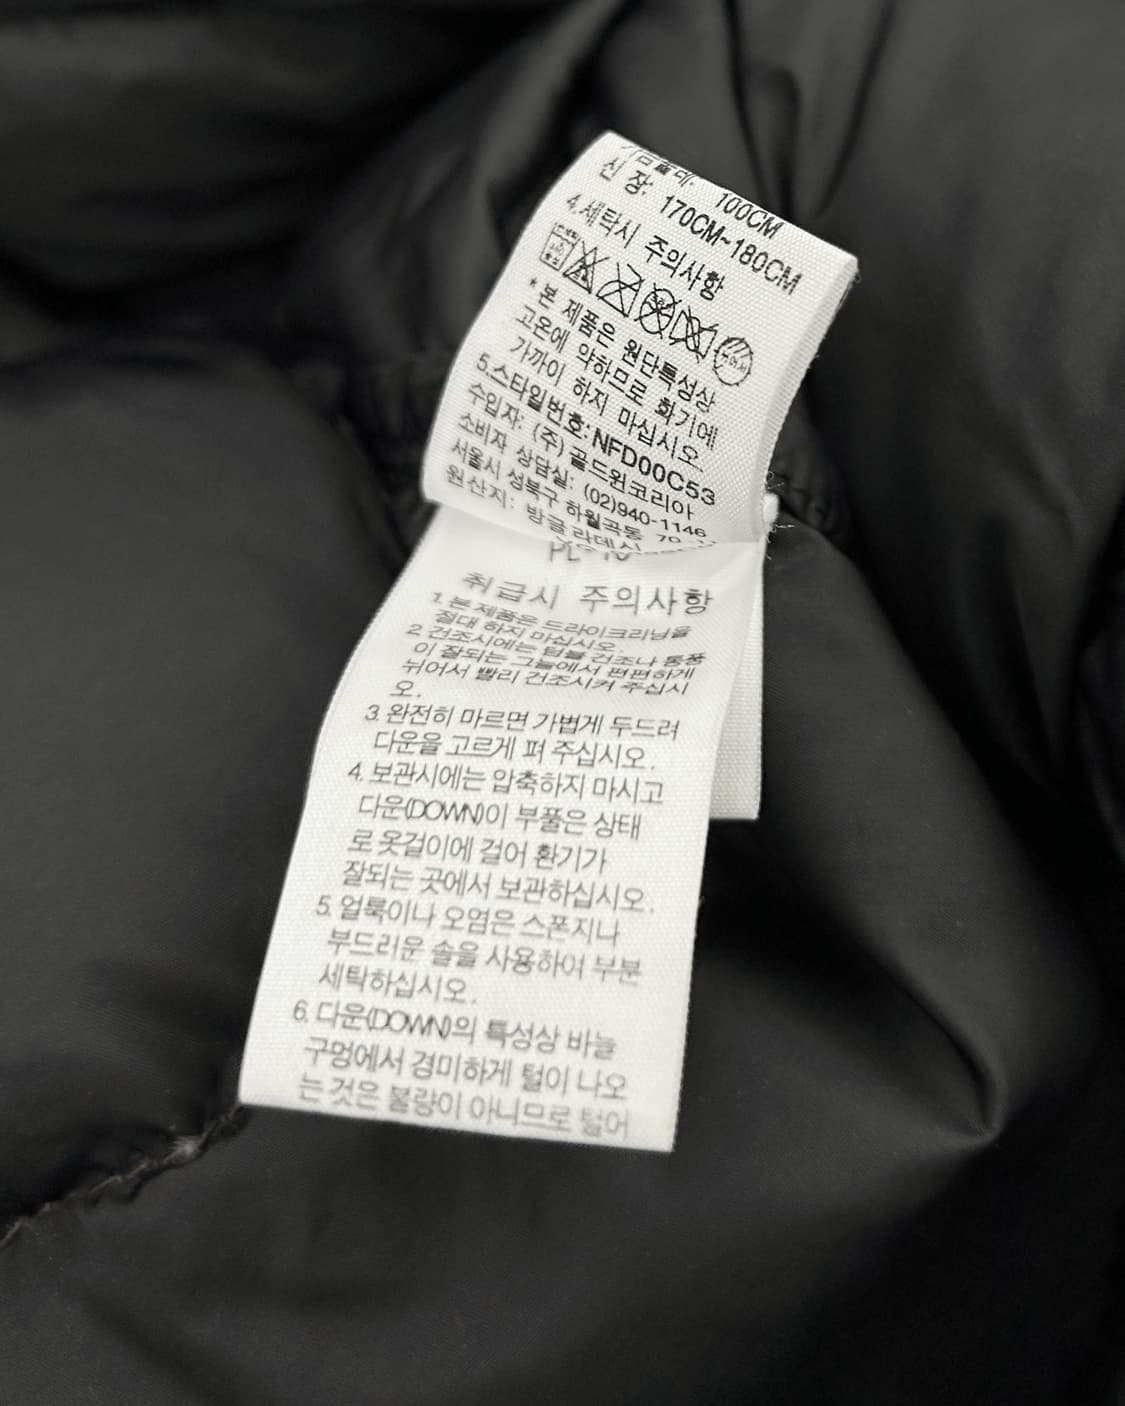 100CM
신 장: 170CM~180CM
4.세탁시 주의사항
* 본 제품은 원단특성상
고온에 약하므로 화기에
가까이 하지 마십시오.
5.스타일번호: NFD00C53
수입자: (주) 골드윈코리아
소비자 상담실: (02)940-1146
서울시 성북구 하월곡동
원산지: 방글라데시
취급시 주의사항
1. 본 제품은 드라이크리닝을
절대 하지 마십시오.
2 건조시에는 텀블 건조나 통풍
이 잘되는 그늘에서 편편하게
뉘어서 빨리 건조시켜 주십시
오.
3. 완전히 마르면 가볍게 두드려
다운을 고르게 펴 주십시오.
4. 보관시에는 압축하지 마시고
다운(DOWN)이 부풀은 상태
로 옷걸이에 걸어 환기가
잘되는 곳에서 보관하십시오.
5. 얼룩이나 오염은 스폰지나
부드러운 솔을 사용하여 부분
세탁하십시오.
6. 다운(DOWN)의 특성상 바늘
구멍에서 경미하게 털이 나오
는 것은 불량이 아니므로 털어